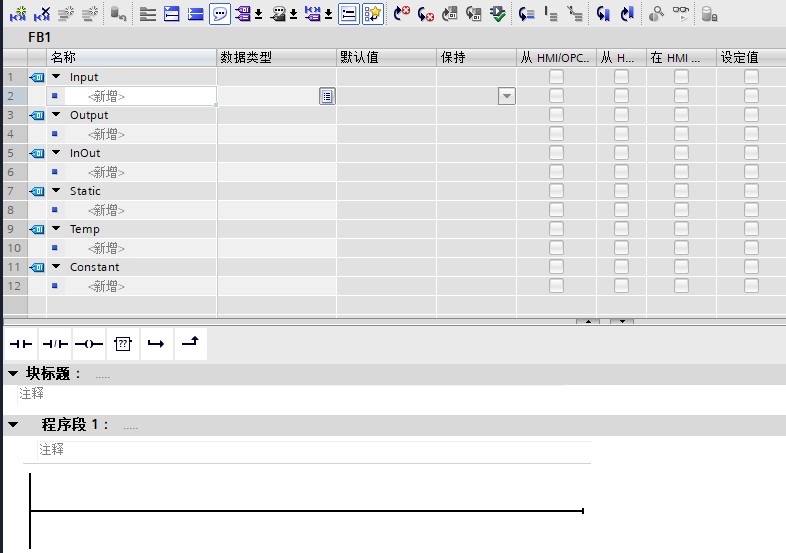 FB1
名称 数据类型 默认值 保持 从 HMI/OPC... 从 H... 在 HMI ... 设定值
1 Input
2 <新增>
3 Output
4 <新增>
5 InOut
6 <新增>
7 Static
8 <新增>
9 Temp
10 <新增>
11 Constant
12 <新增>
??
块标题： .....
注释
程序段 1： .....
注释